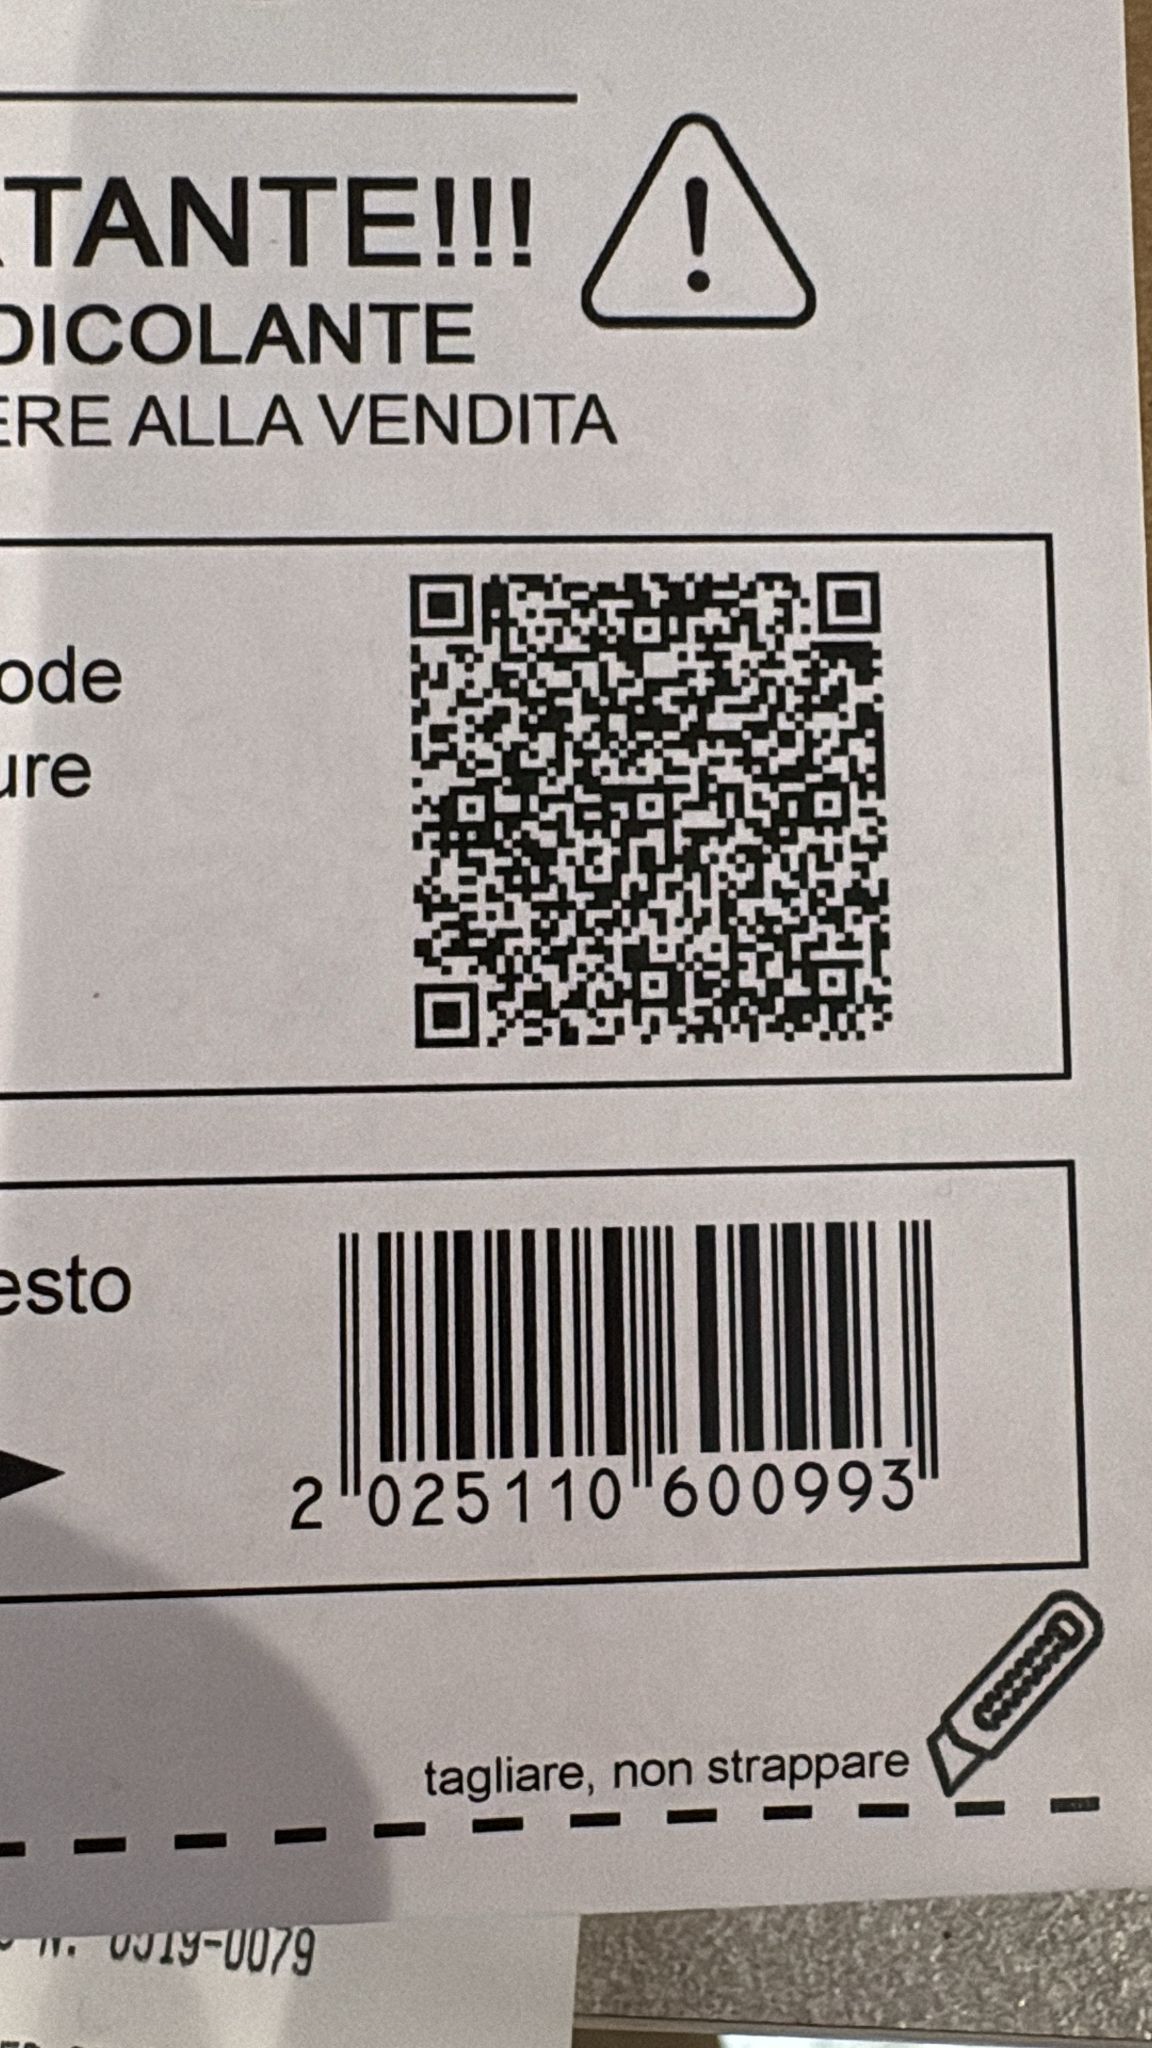 TANTE!!!
DICOLANTE
ERE ALLA VENDITA
ode
ure
esto
2 025110 600993
tagliare, non strappare
N. 0519-0079